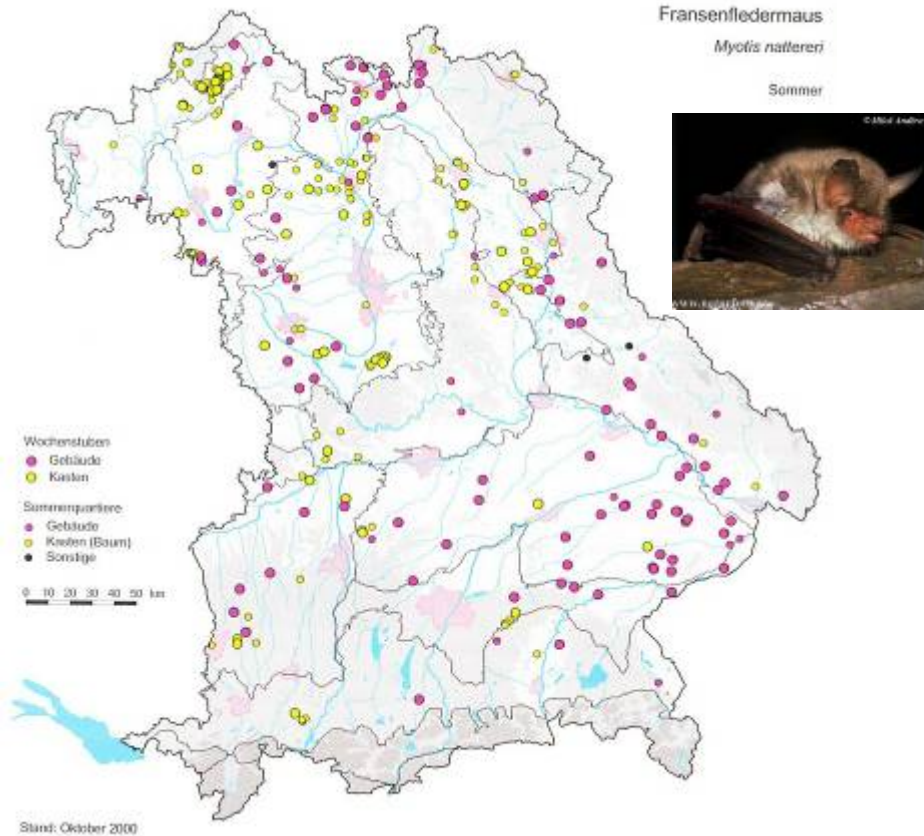 Fransenfledermaus
Myotis nattereri
Sommer
Wochenstuben
Gebäude
Kasten
Sommerquartiere
Gebäude
Kasten (Baum)
Sonstige
0 10 20 30 40 50 km
Stand: Oktober 2000